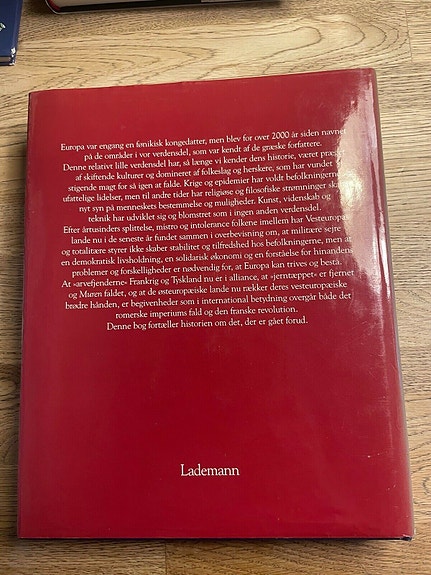 Europa var engang en fønikisk kongedatter, men blev for over 2000 år siden navnet
på de områder i vor verdensdel, som var kendt af de græske forfattere.
Denne relativt lille verdensdel har, så længe vi kender dens historie, været præget
af skiftende kulturer og domineret af folkeslag og herskere, som har vundet
stigende magt for så igen at falde. Krige og epidemier har voldt befolkningerne
ufattelige lidelser, men til andre tider har religiøse og filosofiske strømninger
nyt syn på menneskets bestemmelse og muligheder. Kunst, videnskab og
teknik har udviklet sig og blomstret som i ingen anden verdensdel.
Efter årtusinders splittelse, mistro og intolerance folkene imellem har Vesteuropas
lande nu i de seneste år fundet sammen i overbevisning om, at militære sejre
og totalitære styrer ikke skaber stabilitet og tilfredshed hos befolkningerne, men at
en demokratisk livsholdning, en solidarisk økonomi og en forståelse for hinandens
problemer og forskelligheder er nødvendig for, at Europa kan trives og bestå.
At »arvefjenderne« Frankrig og Tyskland nu er i alliance, at »jerntæppet« er fjernet
og Muren faldet, og at de østeuropæiske lande nu rækker deres vesteuropæiske
brødre hånden, er begivenheder som i international betydning overgår både det
romerske imperiums fald og den franske revolution.
Denne bog fortæller historien om det, der er gået forud.
Lademann